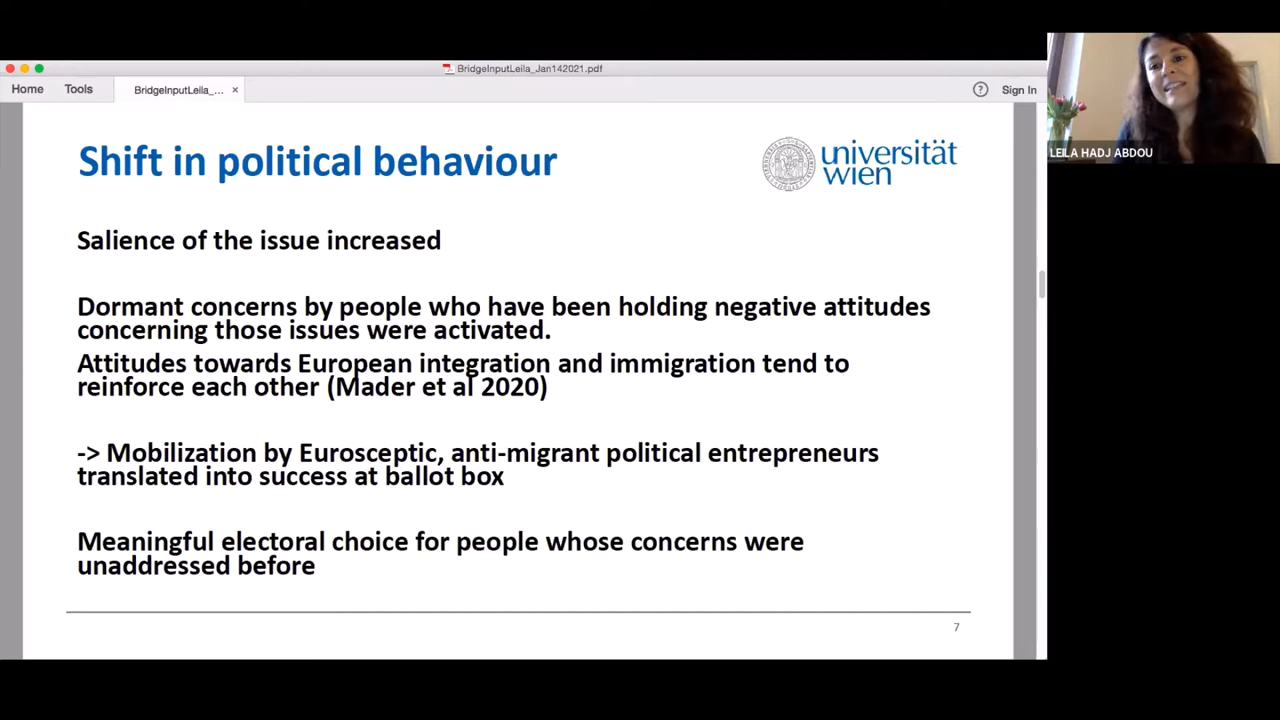 BridgeInputLeila_Jan142021.pdf
Home Tools BridgeInputLeila_... × ? Sign In
LEILA HADJ ABDOU
Shift in political behaviour
universität
wien
Salience of the issue increased
Dormant concerns by people who have been holding negative attitudes
concerning those issues were activated.
Attitudes towards European integration and immigration tend to
reinforce each other (Mader et al 2020)
-> Mobilization by Eurosceptic, anti-migrant political entrepreneurs
translated into success at ballot box
Meaningful electoral choice for people whose concerns were
unaddressed before
7